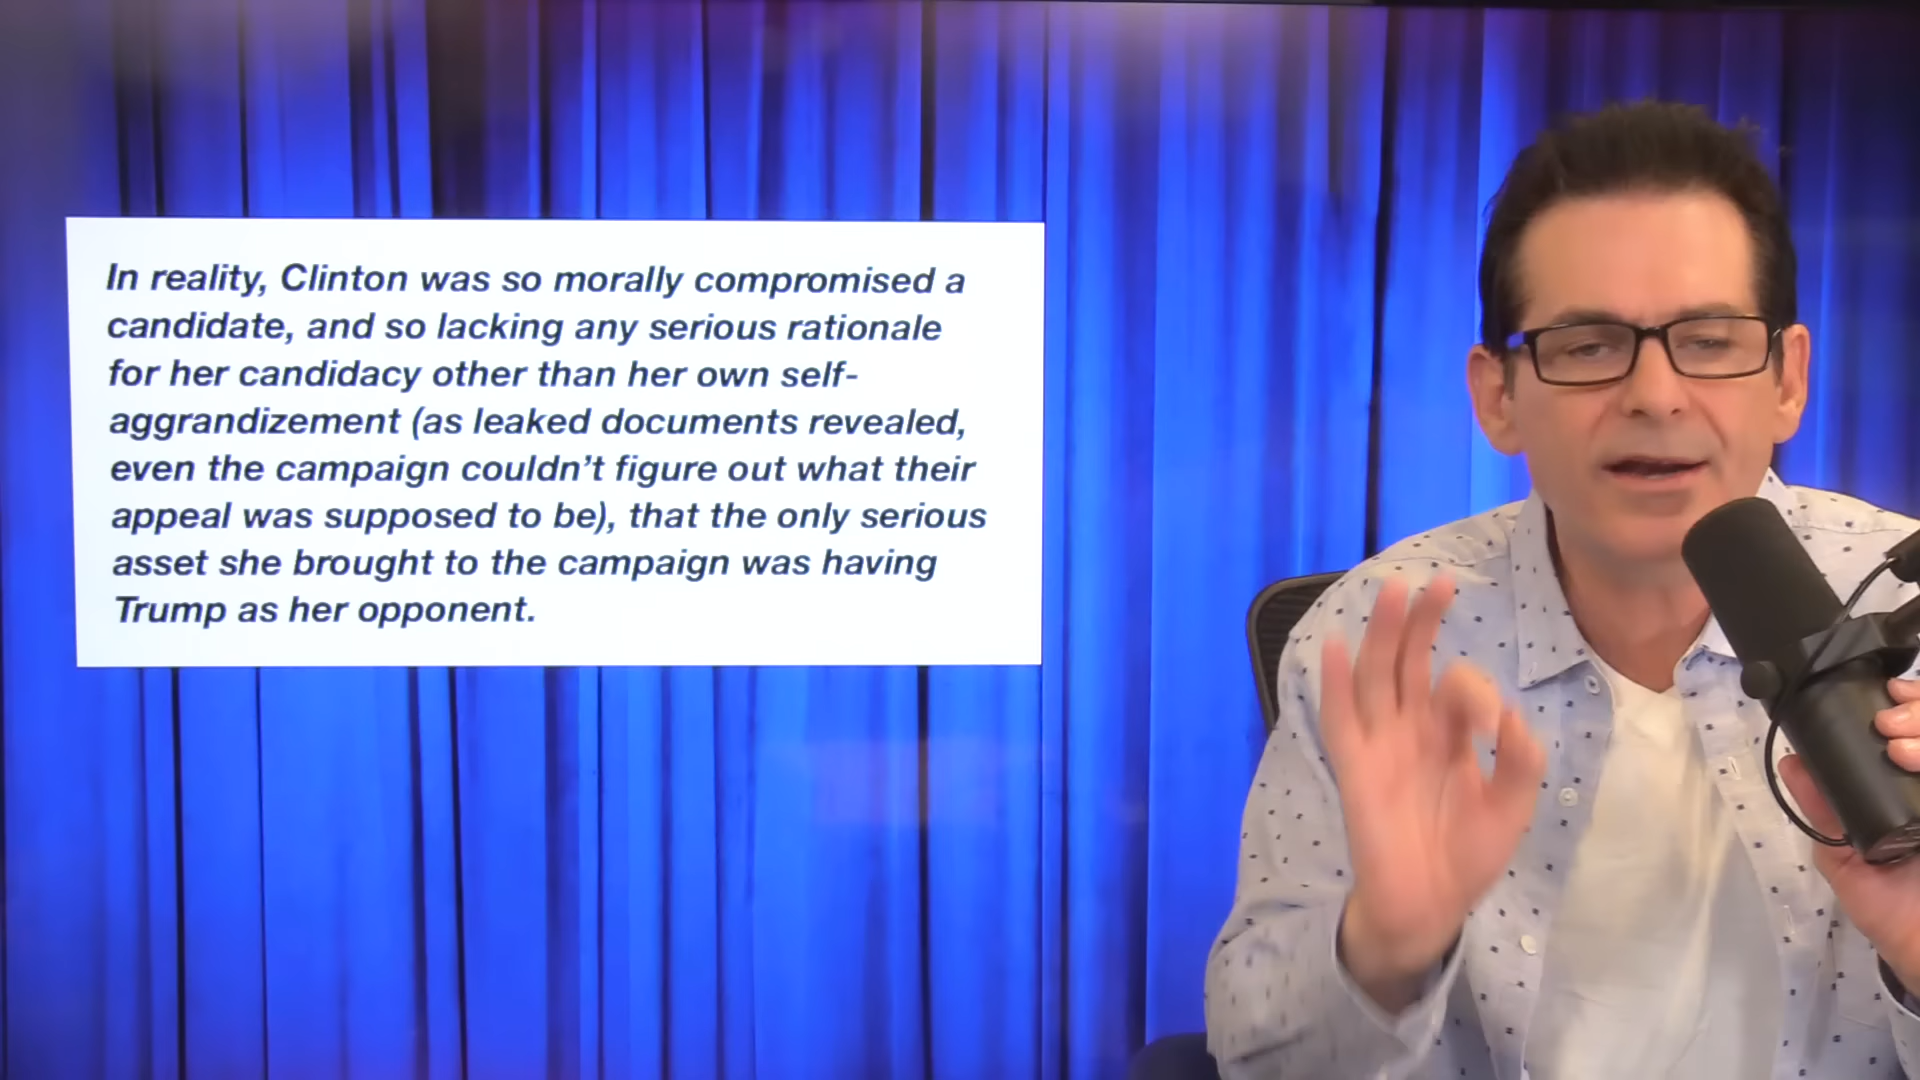 In reality, Clinton was so morally compromised a
candidate, and so lacking any serious rationale
for her candidacy other than her own self-
aggrandizement (as leaked documents revealed,
even the campaign couldn't figure out what their
appeal was supposed to be), that the only serious
asset she brought to the campaign was having
Trump as her opponent.